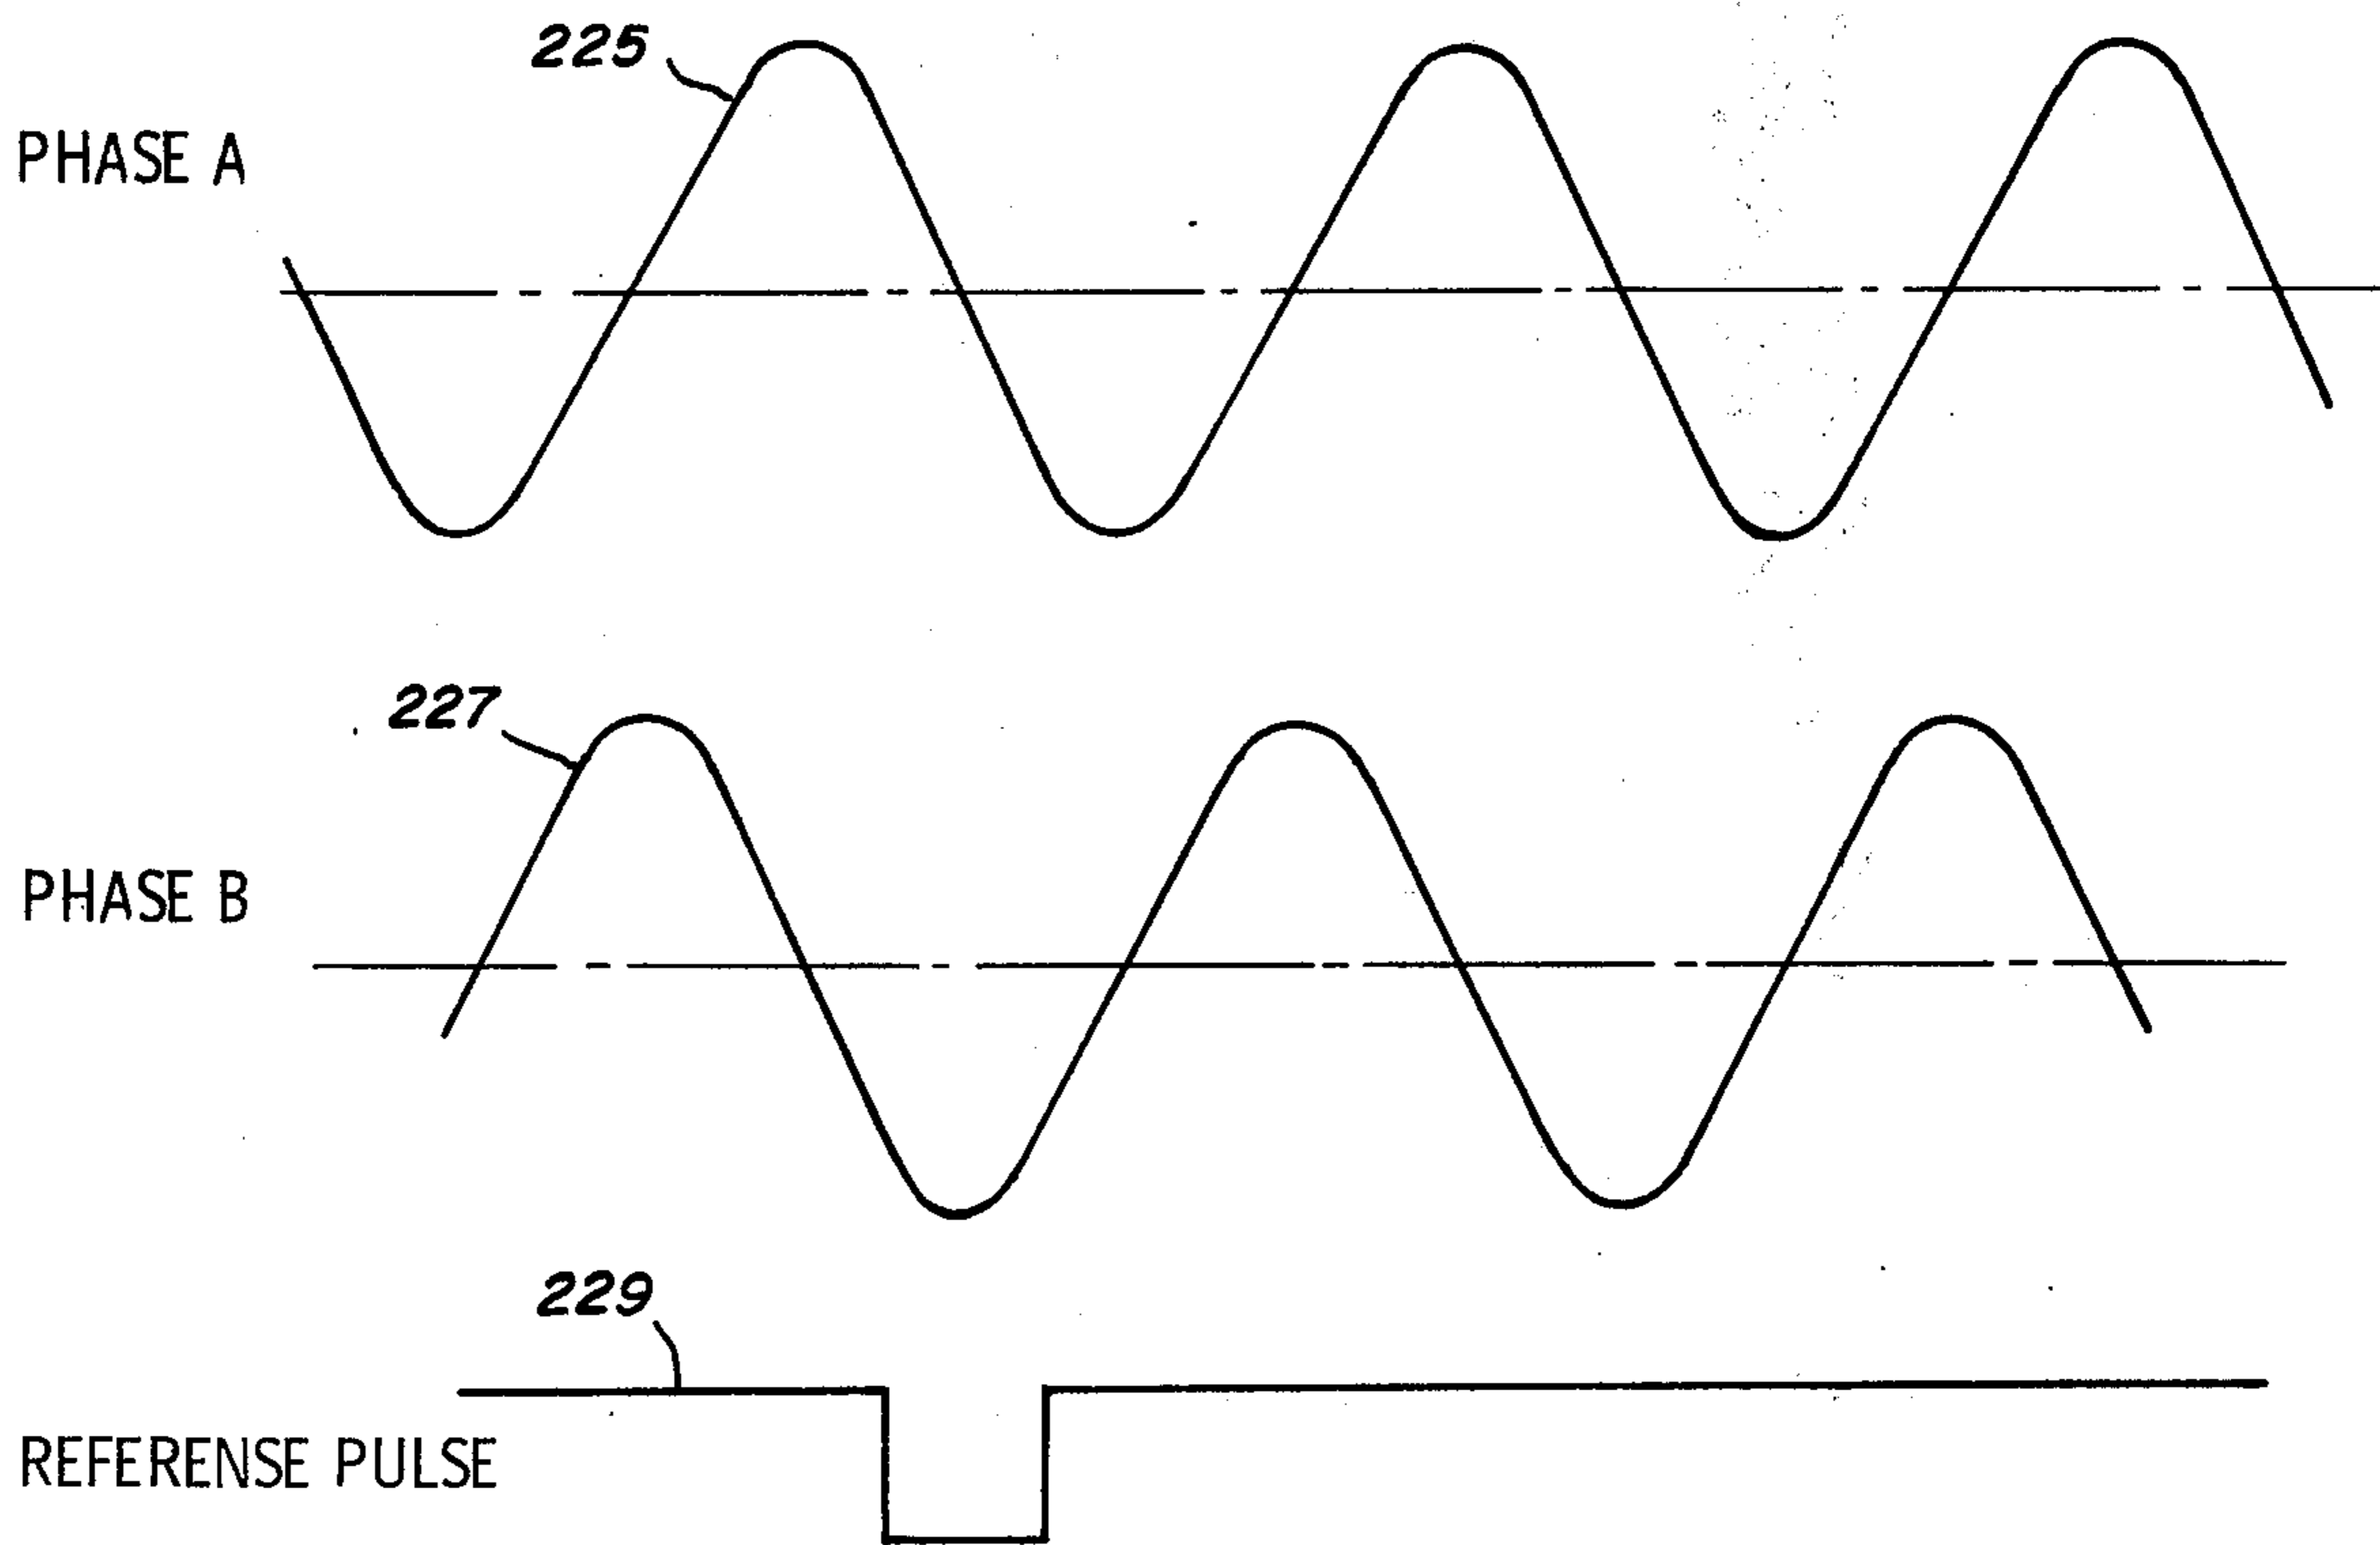 225
PHASE A
227
PHASE B
229
REFERENSE PULSE